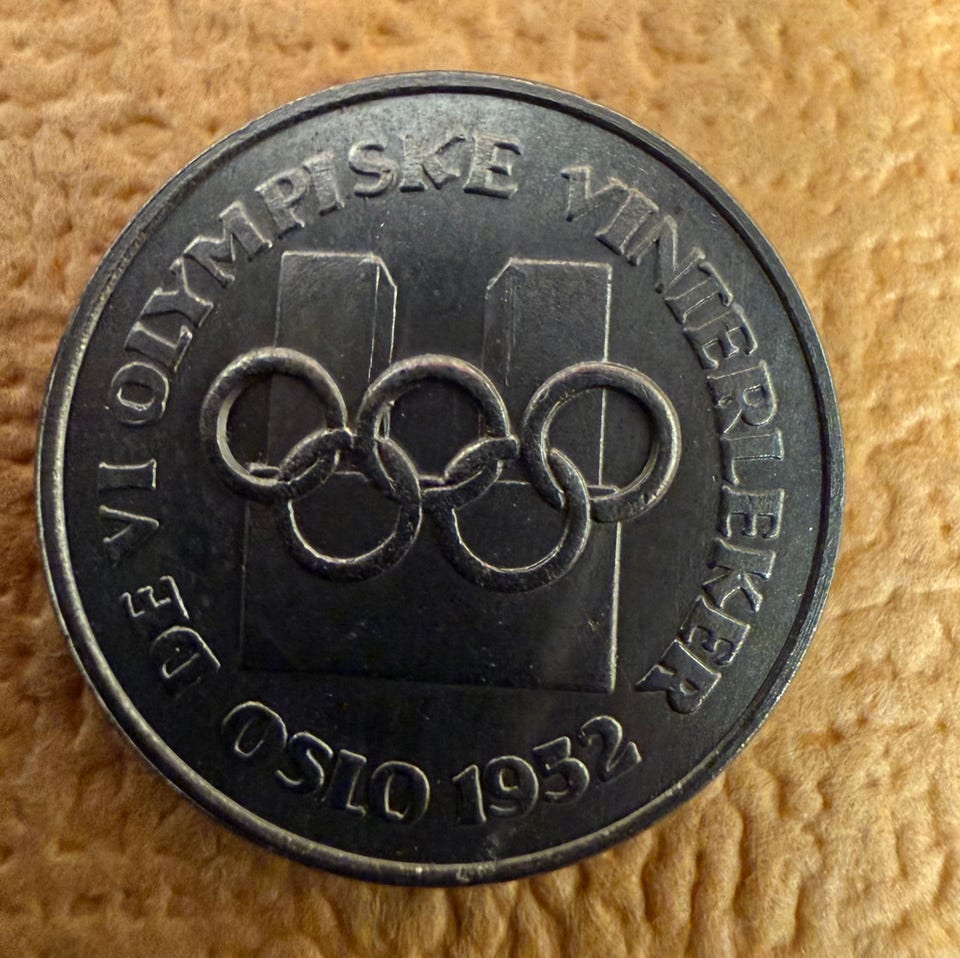 DE VI OLYMPISKE VINTERLEKER
OSLO 1952